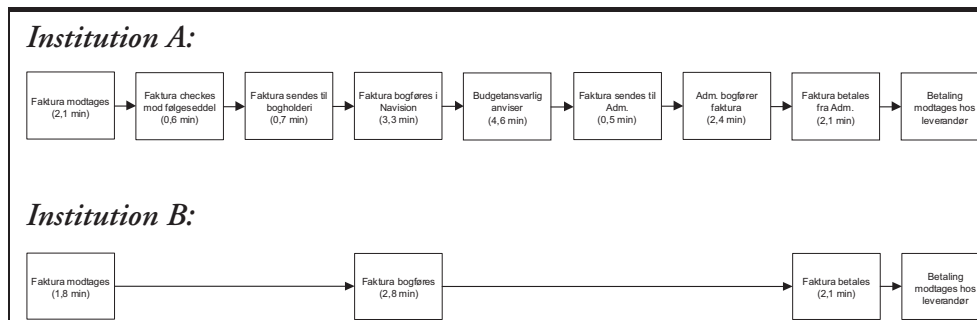 Institution A:
Faktura modtages
(2,1 min)
Faktura checkes
mod følgeseddel
(0,6 min)
Faktura sendes til
bogholderi
(0,7 min)
Faktura bogføres i
Navision
(3,3 min)
Budgetansvarlig
anviser
(4,6 min)
Faktura sendes til
Adm.
(0,5 min)
Adm. bogfører
faktura
(2,4 min)
Faktura betales
fra Adm.
(2,1 min)
Betaling
modtages hos
leverandør
Institution B:
Faktura modtages
(1,8 min)
Faktura bogføres
(2,8 min)
Faktura betales
(2,1 min)
Betaling
modtages hos
leverandør